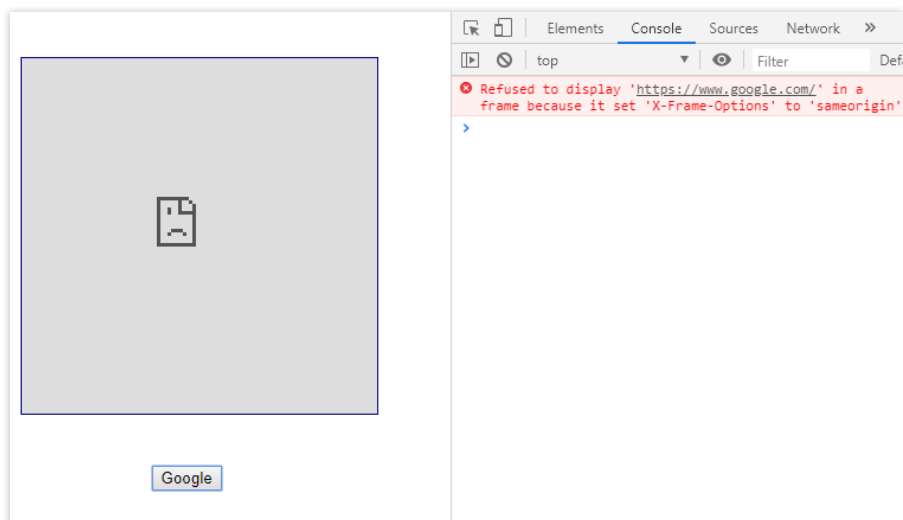 Elements Console Sources Network »
top Filter Defa
Refused to display 'https://www.google.com/' in a
frame because it set 'X-Frame-Options' to 'sameorigin'
>
Google